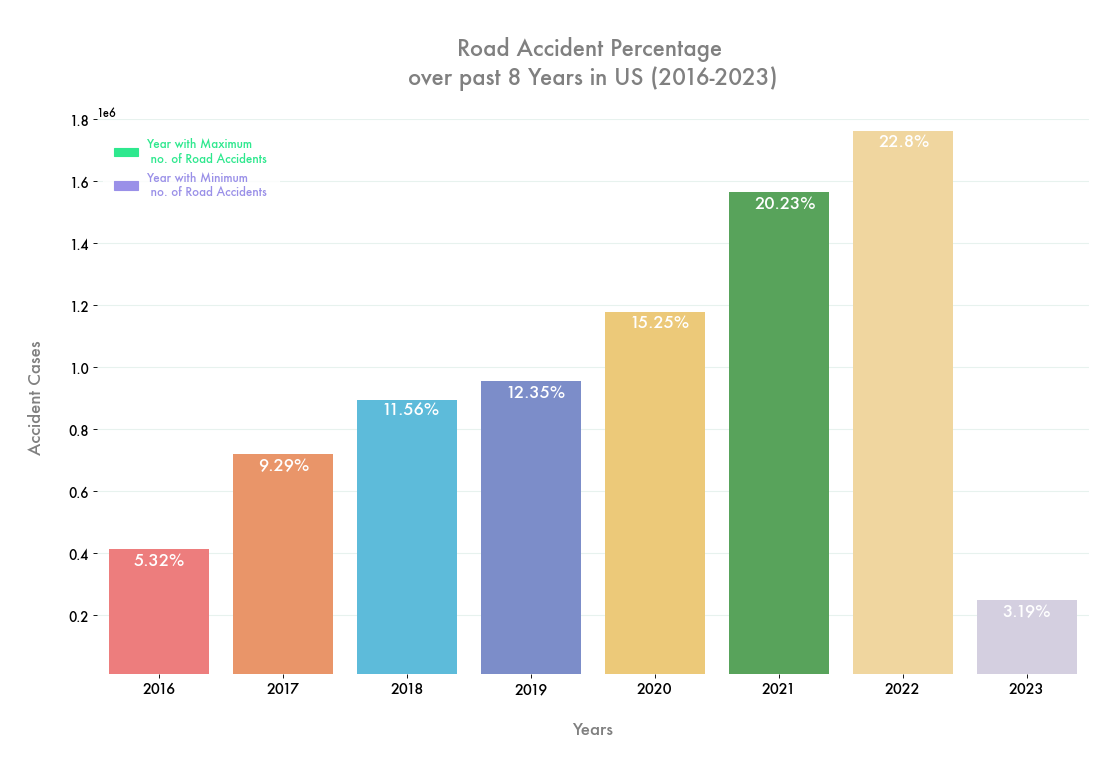 Road Accident Percentage
over past 8 Years in US (2016-2023)
1e6
Year with Maximum
no. of Road Accidents
Year with Minimum
no. of Road Accidents
1.8
1.6
1.4
1.2
1.0
0.8
0.6
0.4
0.2
Accident Cases
5.32%
9.29%
11.56%
12.35%
15.25%
20.23%
22.8%
3.19%
2016
2017
2018
2019
2020
2021
2022
2023
Years